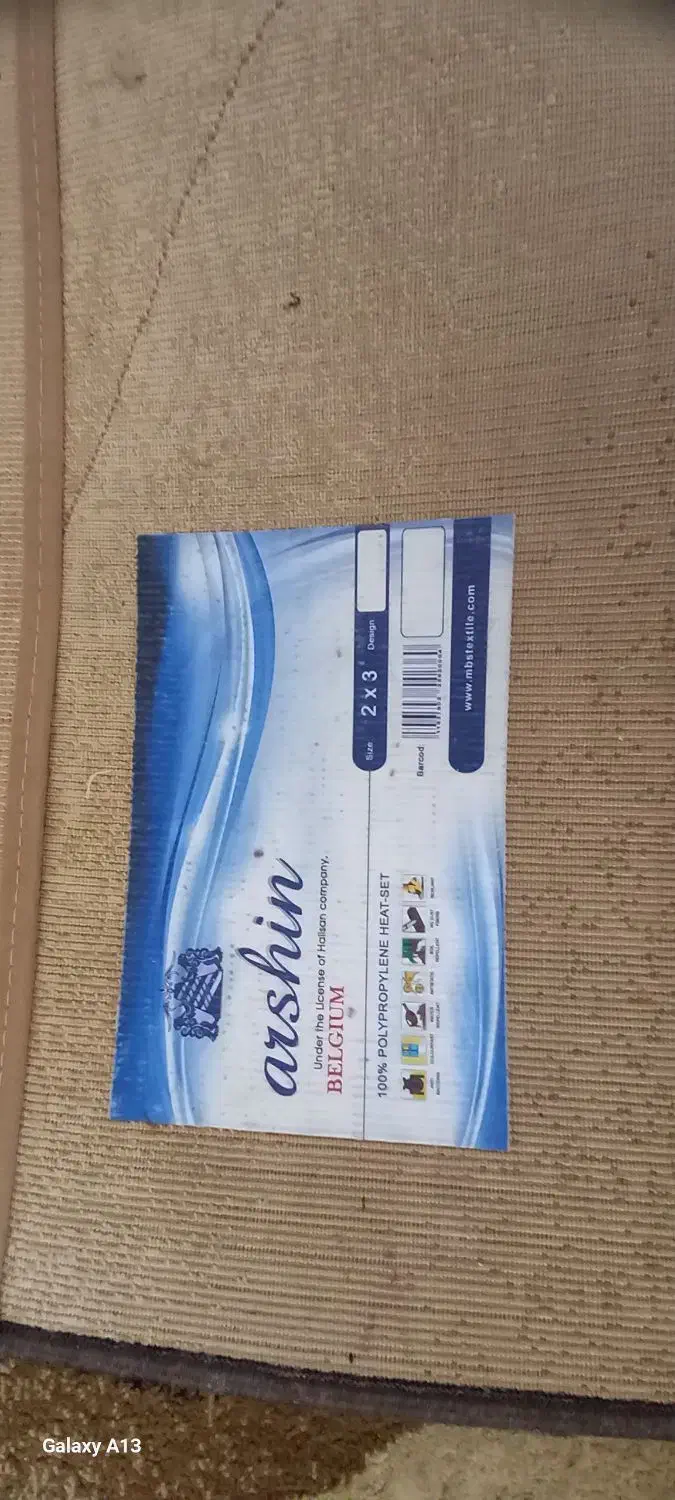 arshin
Under the License of Halisan company,
BELGIUM
100% POLYPROPYLENE HEAT-SET
Size
2 x 3
Design
Barcod:
www.mbstextile.com
Galaxy A13